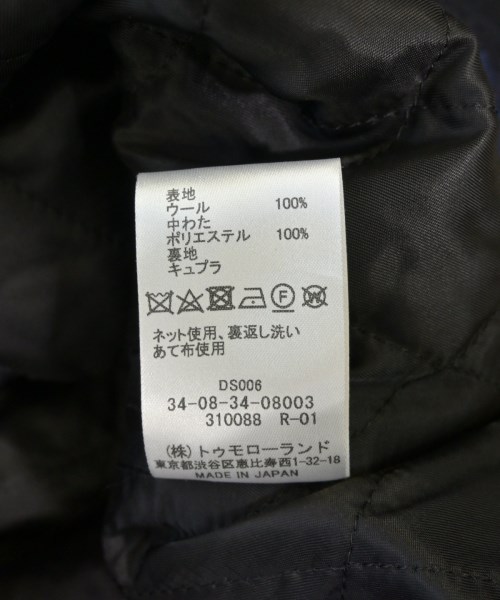 表地
ウール 100%
中わた
ポリエステル 100%
裏地
キュプラ
F W
ネット使用、裏返し洗い
あて布使用
DS006
34-08-34-08003
310088 R-01
(株)トゥモローランド
東京都渋谷区恵比寿西1-32-18
MADE IN JAPAN